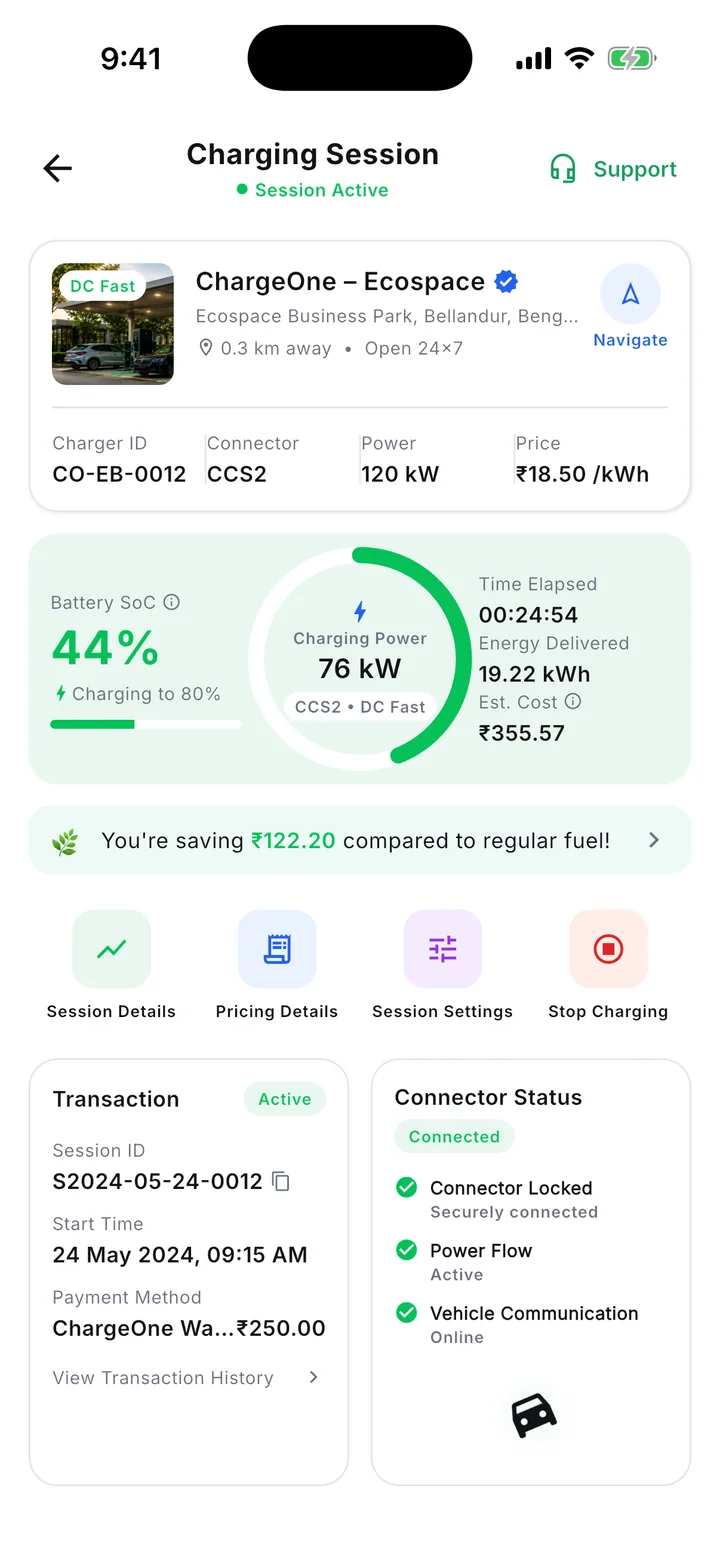 9:41
Charging Session
Session Active
Support
DC Fast
ChargeOne – Ecospace
Ecospace Business Park, Bellandur, Beng...
0.3 km away • Open 24×7
Navigate
Charger ID
CO-EB-0012
Connector
CCS2
Power
120 kW
Price
₹18.50 /kWh
Battery SoC
44%
Charging to 80%
Charging Power
76 kW
CCS2 • DC Fast
Time Elapsed
00:24:54
Energy Delivered
19.22 kWh
Est. Cost
₹355.57
You're saving ₹122.20 compared to regular fuel!
Session Details
Pricing Details
Session Settings
Stop Charging
Transaction
Active
Session ID
S2024-05-24-0012
Start Time
24 May 2024, 09:15 AM
Payment Method
ChargeOne Wa...₹250.00
View Transaction History
Connector Status
Connected
Connector Locked
Securely connected
Power Flow
Active
Vehicle Communication
Online